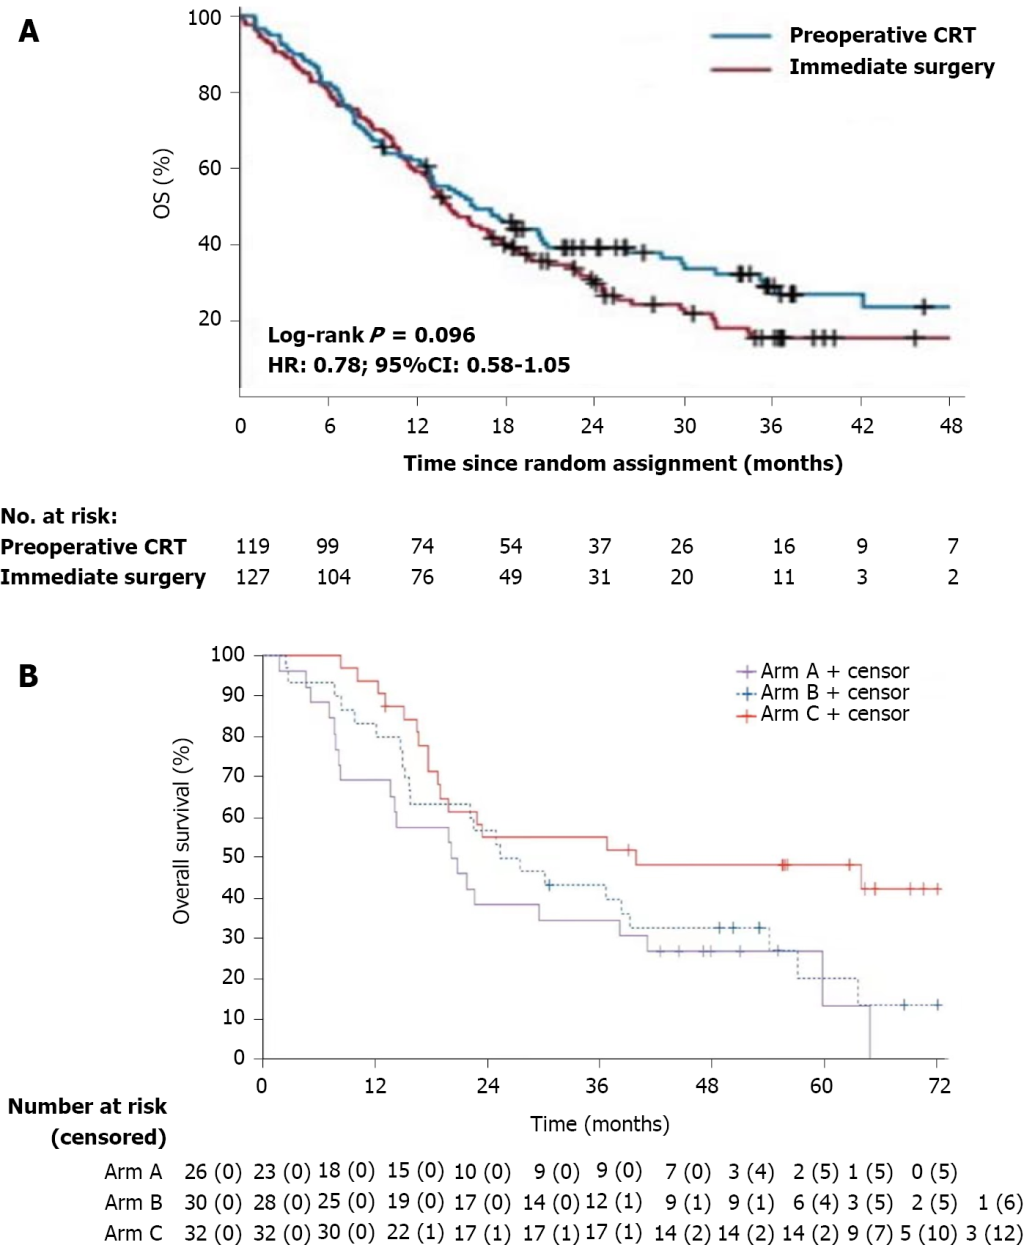 A
100
80
60
40
20
OS (%)
Preoperative CRT
Immediate surgery
Log-rank P = 0.096
HR: 0.78; 95%CI: 0.58-1.05
0 6 12 18 24 30 36 42 48
Time since random assignment (months)
No. at risk:
Preoperative CRT 119 99 74 54 37 26 16 9 7
Immediate surgery 127 104 76 49 31 20 11 3 2
B
100
90
80
70
60
50
40
30
20
10
0
Overall survival (%)
Arm A + censor
Arm B + censor
Arm C + censor
0 12 24 36 48 60 72
Time (months)
Number at risk
(censored)
Arm A 26 (0) 23 (0) 18 (0) 15 (0) 10 (0) 9 (0) 9 (0) 7 (0) 3 (4) 2 (5) 1 (5) 0 (5)
Arm B 30 (0) 28 (0) 25 (0) 19 (0) 17 (0) 14 (0) 12 (1) 9 (1) 9 (1) 6 (4) 3 (5) 2 (5) 1 (6)
Arm C 32 (0) 32 (0) 30 (0) 22 (1) 17 (1) 17 (1) 17 (1) 14 (2) 14 (2) 14 (2) 9 (7) 5 (10) 3 (12)